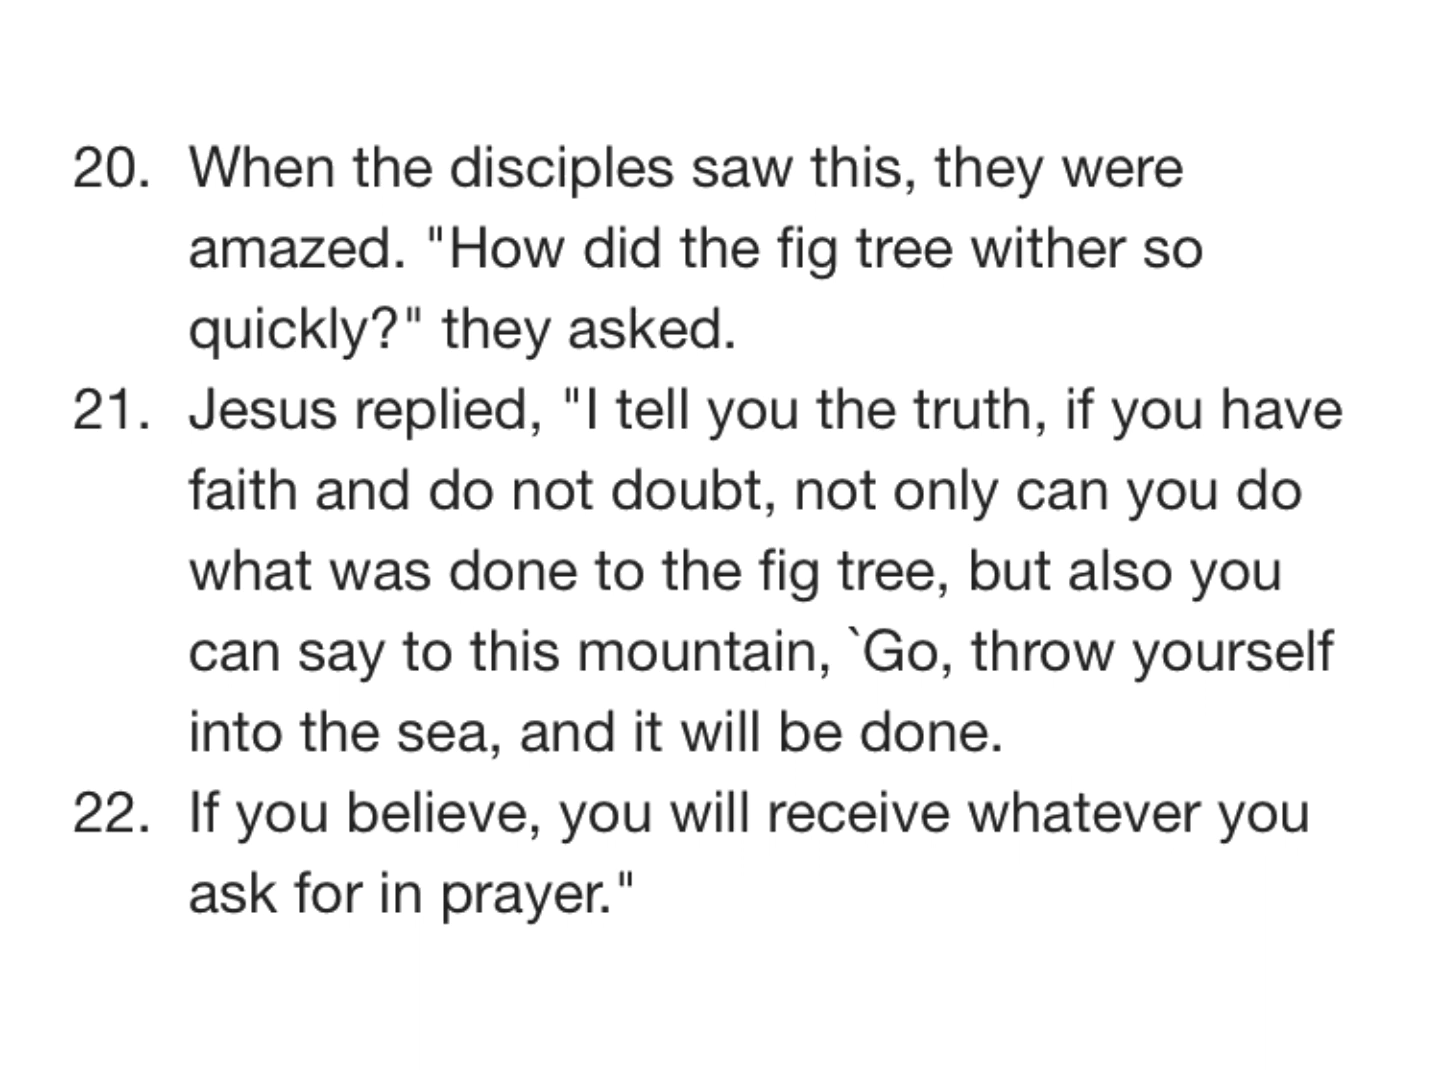 20. When the disciples saw this, they were
amazed. "How did the fig tree wither so
quickly?" they asked.
21. Jesus replied, "I tell you the truth, if you have
faith and do not doubt, not only can you do
what was done to the fig tree, but also you
can say to this mountain, `Go, throw yourself
into the sea, and it will be done.
22. If you believe, you will receive whatever you
ask for in prayer."